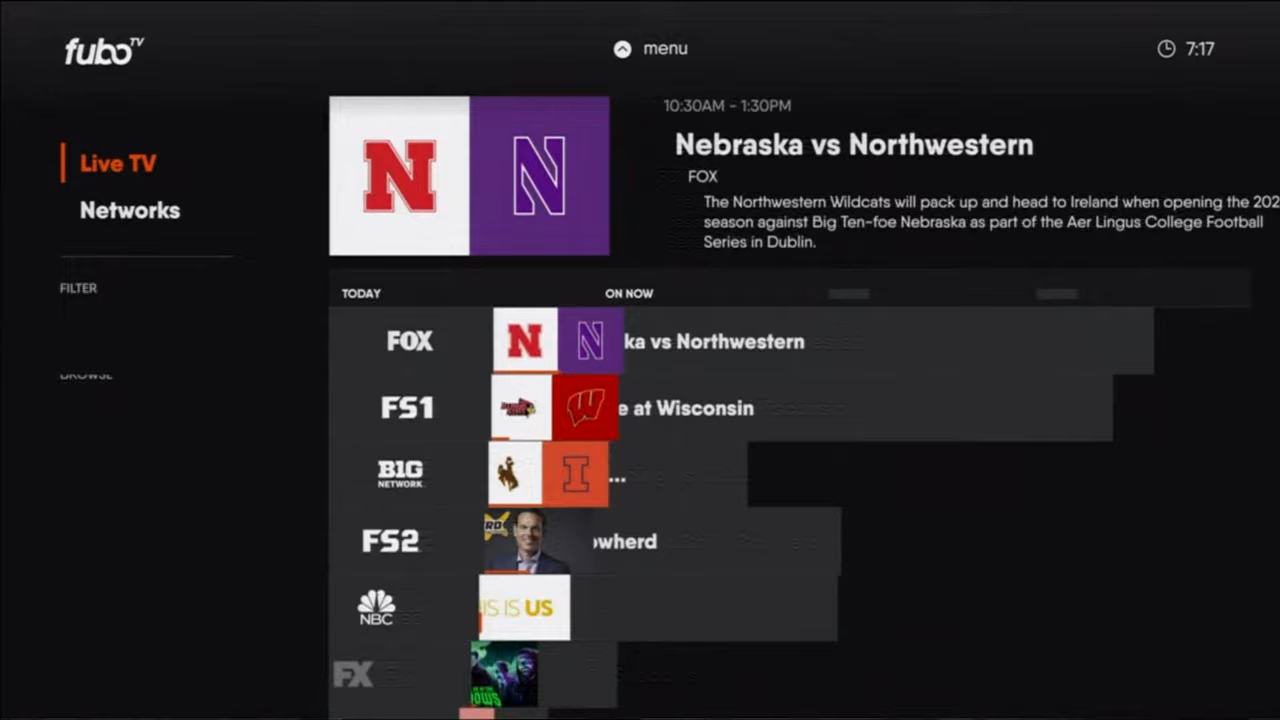 fuboTV
menu
7:17
Live TV
Networks
FILTER
BROWSE
10:30AM - 1:30PM
Nebraska vs Northwestern
FOX
The Northwestern Wildcats will pack up and head to Ireland when opening the 202
season against Big Ten-foe Nebraska as part of the Aer Lingus College Football
Series in Dublin.
N
N
TODAY
ON NOW
FOX
N
N
ka vs Northwestern
FS1
W
e at Wisconsin
B1G
NETWORK
I
...
FS2
RD
owherd
NBC
IS IS US
FX
OWS